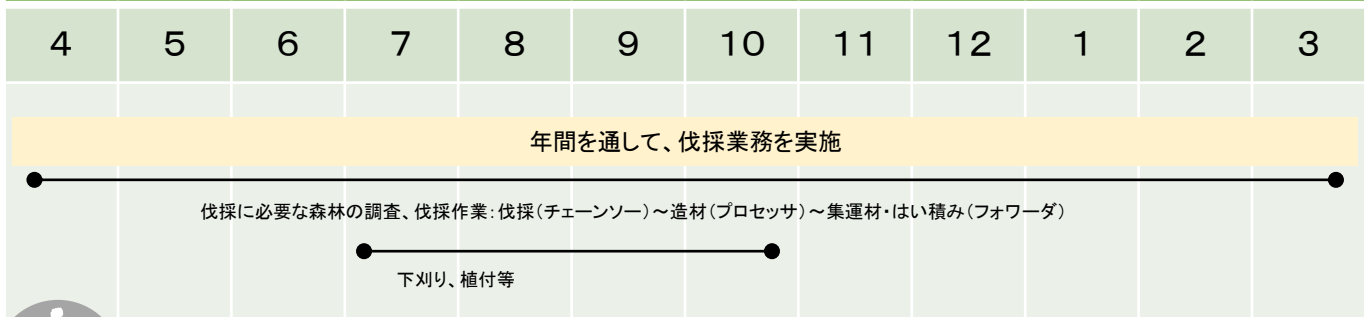 4 5 6 7 8 9 10 11 12 1 2 3
年間を通して、伐採業務を実施
伐採に必要な森林の調査、伐採作業：伐採（チェーンソー）～造材（プロセッサ）～集運材・はい積み（フォワーダ）
下刈り、植付等